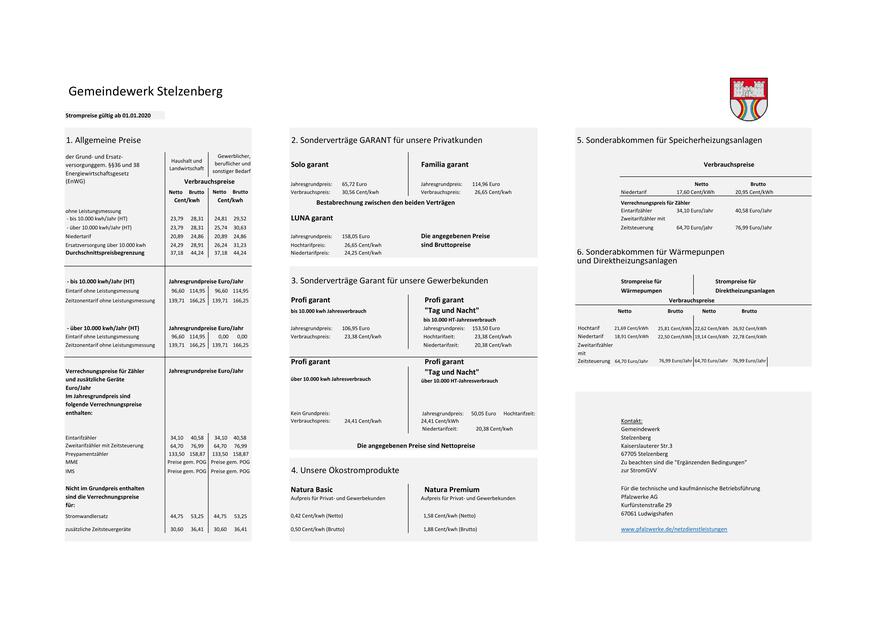 Gemeindewerk Stelzenberg
Strompreise gültig ab 01.01.2020
1. Allgemeine Preise
der Grund- und Ersatz-
versorgunggem. §§36 und 38
Energiewirtschaftsgesetz
(EnWG)
Haushalt und
Landwirtschaft
Gewerblicher,
beruflicher und
sonstiger Bedarf
Verbrauchspreise
Netto Brutto Netto Brutto
Cent/kwh Cent/kwh
ohne Leistungsmessung
- bis 10.000 kwh/Jahr (HT) 23,79 28,31 24,81 29,52
- über 10.000 kwh/Jahr (HT) 23,79 28,31 25,74 30,63
Niedertarif 20,89 24,86 20,89 24,86
Ersatzversorgung über 10.000 kwh 24,29 28,91 26,24 31,23
Durchschnittspreisbegrenzung 37,18 44,24 37,18 44,24
- bis 10.000 kwh/Jahr (HT) Jahresgrundpreise Euro/Jahr
Eintarif ohne Leistungsmessung 96,60 114,95 96,60 114,95
Zeitzonentarif ohne Leistungsmessung 139,71 166,25 139,71 166,25
- über 10.000 kwh/Jahr (HT) Jahresgrundpreise Euro/Jahr
Eintarif ohne Leistungsmessung 96,60 114,95 0,00 0,00
Zeitzonentarif ohne Leistungsmessung 139,71 166,25 139,71 166,25
Verrechnungspreise für Zähler Jahresgrundpreise Euro/Jahr
und zusätzliche Geräte
Euro/Jahr
Im Jahresgrundpreis sind
folgende Verrechnungspreise
enthalten:
Eintarifzähler 34,10 40,58 34,10 40,58
Zweitarifzähler mit Zeitsteuerung 64,70 76,99 64,70 76,99
Preypamentzähler 133,50 158,87 133,50 158,87
MME Preise gem. POG Preise gem. POG
IMS Preise gem. POG Preise gem. POG
Nicht im Grundpreis enthalten
sind die Verrechnungspreise
für:
Stromwandlersatz 44,75 53,25 44,75 53,25
zusätzliche Zeitsteuergeräte 30,60 36,41 30,60 36,41
2. Sonderverträge GARANT für unsere Privatkunden
Solo garant Familia garant
Jahresgrundpreis: 65,72 Euro Jahresgrundpreis: 114,96 Euro
Verbrauchspreis: 30,56 Cent/kwh Verbrauchspreis: 26,65 Cent/kwh
Bestabrechnung zwischen den beiden Verträgen
LUNA garant
Jahresgrundpreis: 158,05 Euro Die angegebenen Preise
Hochtarifpreis: 26,65 Cent/kwh sind Bruttopreise
Niedertarifpreis: 24,25 Cent/kwh
3. Sonderverträge Garant für unsere Gewerbekunden
Profi garant Profi garant
bis 10.000 kwh Jahresverbrauch "Tag und Nacht"
bis 10.000 HT-Jahresverbrauch
Jahresgrundpreis: 106,95 Euro Jahresgrundpreis: 153,50 Euro
Verbrauchspreis: 23,38 Cent/kwh Hochtarifzeit: 23,38 Cent/kwh
Niedertarifzeit: 20,38 Cent/kwh
Profi garant Profi garant
"Tag und Nacht"
über 10.000 kwh Jahresverbrauch über 10.000 HT-Jahresverbrauch
Kein Grundpreis: Jahresgrundpreis: 50,05 Euro Hochtarifzeit:
Verbrauchspreis: 24,41 Cent/kwh 24,41 Cent/kwh
Niedertarifzeit: 20,38 Cent/kwh
Die angegebenen Preise sind Nettopreise
4. Unsere Ökostromprodukte
Natura Basic Natura Premium
Aufpreis für Privat- und Gewerbekunden Aufpreis für Privat- und Gewerbekunden
0,42 Cent/kwh (Netto) 1,58 Cent/kwh (Netto)
0,50 Cent/kwh (Brutto) 1,88 Cent/kwh (Brutto)
5. Sonderabkommen für Speicherheizungsanlagen
Verbrauchspreise
Netto Brutto
Niedertarif 17,60 Cent/kWh 20,95 Cent/kWh
Verrechnungspreis für Zähler
Eintarifzähler 34,10 Euro/Jahr 40,58 Euro/Jahr
Zweitarifzähler mit
Zeitsteuerung 64,70 Euro/Jahr 76,99 Euro/Jahr
6. Sonderabkommen für Wärmepunpen
und Direktheizungsanlagen
Strompreise für Strompreise für
Wärmepumpen Direktheizungsanlagen
Verbrauchspreise
Netto Brutto Netto Brutto
Hochtarif 21,69 Cent/kWh 25,81 Cent/kWh 22,62 Cent/kWh 26,92 Cent/kWh
Niedertarif 18,91 Cent/kWh 22,50 Cent/kWh 19,14 Cent/kWh 22,78 Cent/kWh
Zweitarifzähler
mit
Zeitsteuerung 64,70 Euro/Jahr 76,99 Euro/Jahr 64,70 Euro/Jahr 76,99 Euro/Jahr
Kontakt:
Gemeindewerk
Stelzenberg
Kaiserslauterer Str.3
67705 Stelzenberg
Zu beachten sind die "Ergänzenden Bedingungen"
zur StromGVV
Für die technische und kaufmännische Betriebsführung
Pfalzwerke AG
Kurfürstenstraße 29
67061 Ludwigshafen
www.pfalzwerke.de/netzdienstleistungen